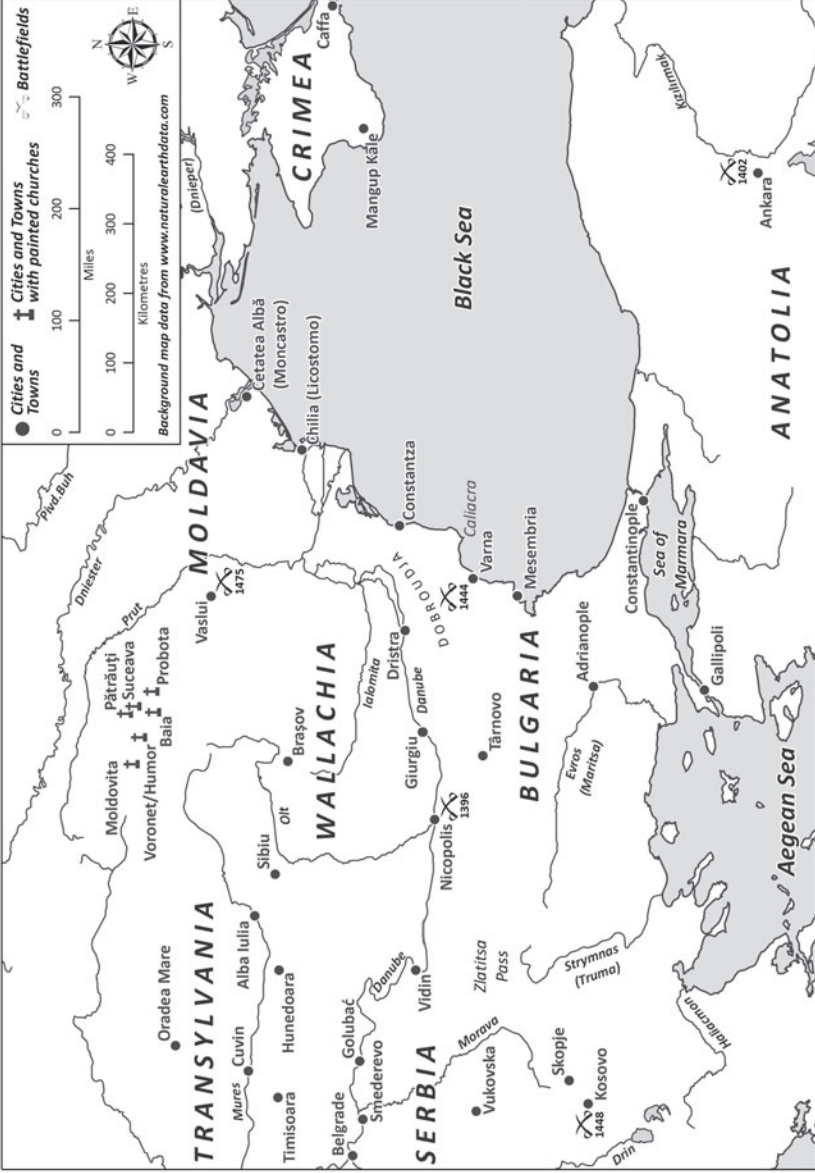 Cities and
Towns
Cities and Towns
with painted churches
Battlefields
0
100
200
300
Miles
0
100
200
300
400
Kilometres
Background map data from www.naturalearthdata.com
N
E
S
W
Pivd.Buh
Dniester
Prut
(Dnieper)
MOLDAVIA
CRIMEA
Caffa
Mangup Kale
Cetatea Albă
(Moncastro)
Chilia (Licostomo)
Vaslui
1475
Moldovita
Pătrăuți
Suceava
Voronet/Humor
Baia
Probota
Oradea Mare
TRANSYLVANIA
Cuvin
Alba Iulia
Mures
Timisoara
Hunedoara
Sibiu
Olt
Brașov
WALLACHIA
Ialomita
Constantza
DOBROUDJA
Dristra
Danube
Giurgiu
Caliacra
Varna
1444
Black Sea
Belgrade
Smederevo
Golubać
Danube
Vidin
SERBIA
Morava
Nicopolis
1396
Târnovo
Mesembria
BULGARIA
Vukovska
Zlatitsa
Pass
Evros
(Maritsa)
Adrianople
Constantinople
Sea of
Marmara
Skopje
Kosovo
1448
Strymnas
(Truma)
Drin
Haliacmon
Gallipoli
Aegean Sea
ANATOLIA
Kızılırmak
1402
Ankara